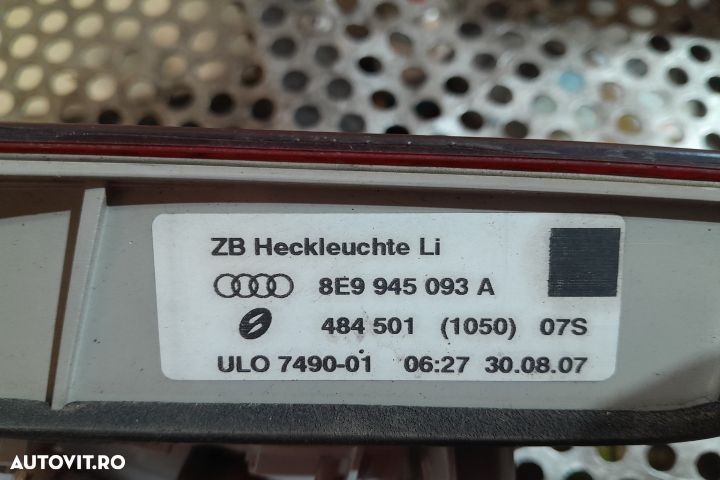 ZB Heckleuchte Li
8E9 945 093 A
484 501 (1050) 07S
ULO 7490-01 06:27 30.08.07
AUTOVIT.RO